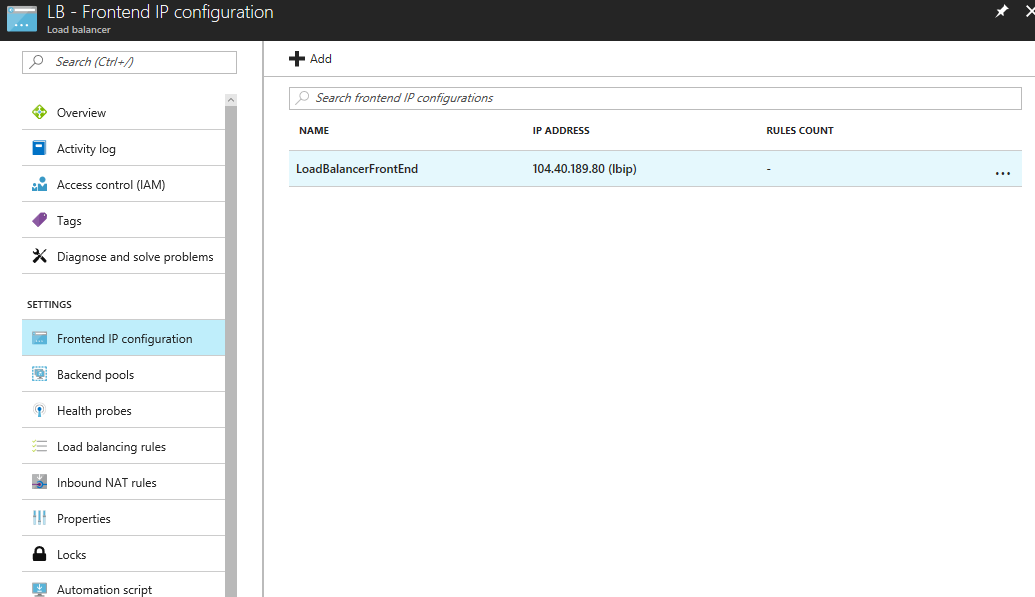 LB - Frontend IP configuration
Load balancer
Search (Ctrl+/)
Overview
Activity log
Access control (IAM)
Tags
Diagnose and solve problems
SETTINGS
Frontend IP configuration
Backend pools
Health probes
Load balancing rules
Inbound NAT rules
Properties
Locks
Automation script
Add
Search frontend IP configurations
NAME IP ADDRESS RULES COUNT
LoadBalancerFrontEnd 104.40.189.80 (lbip) - ...